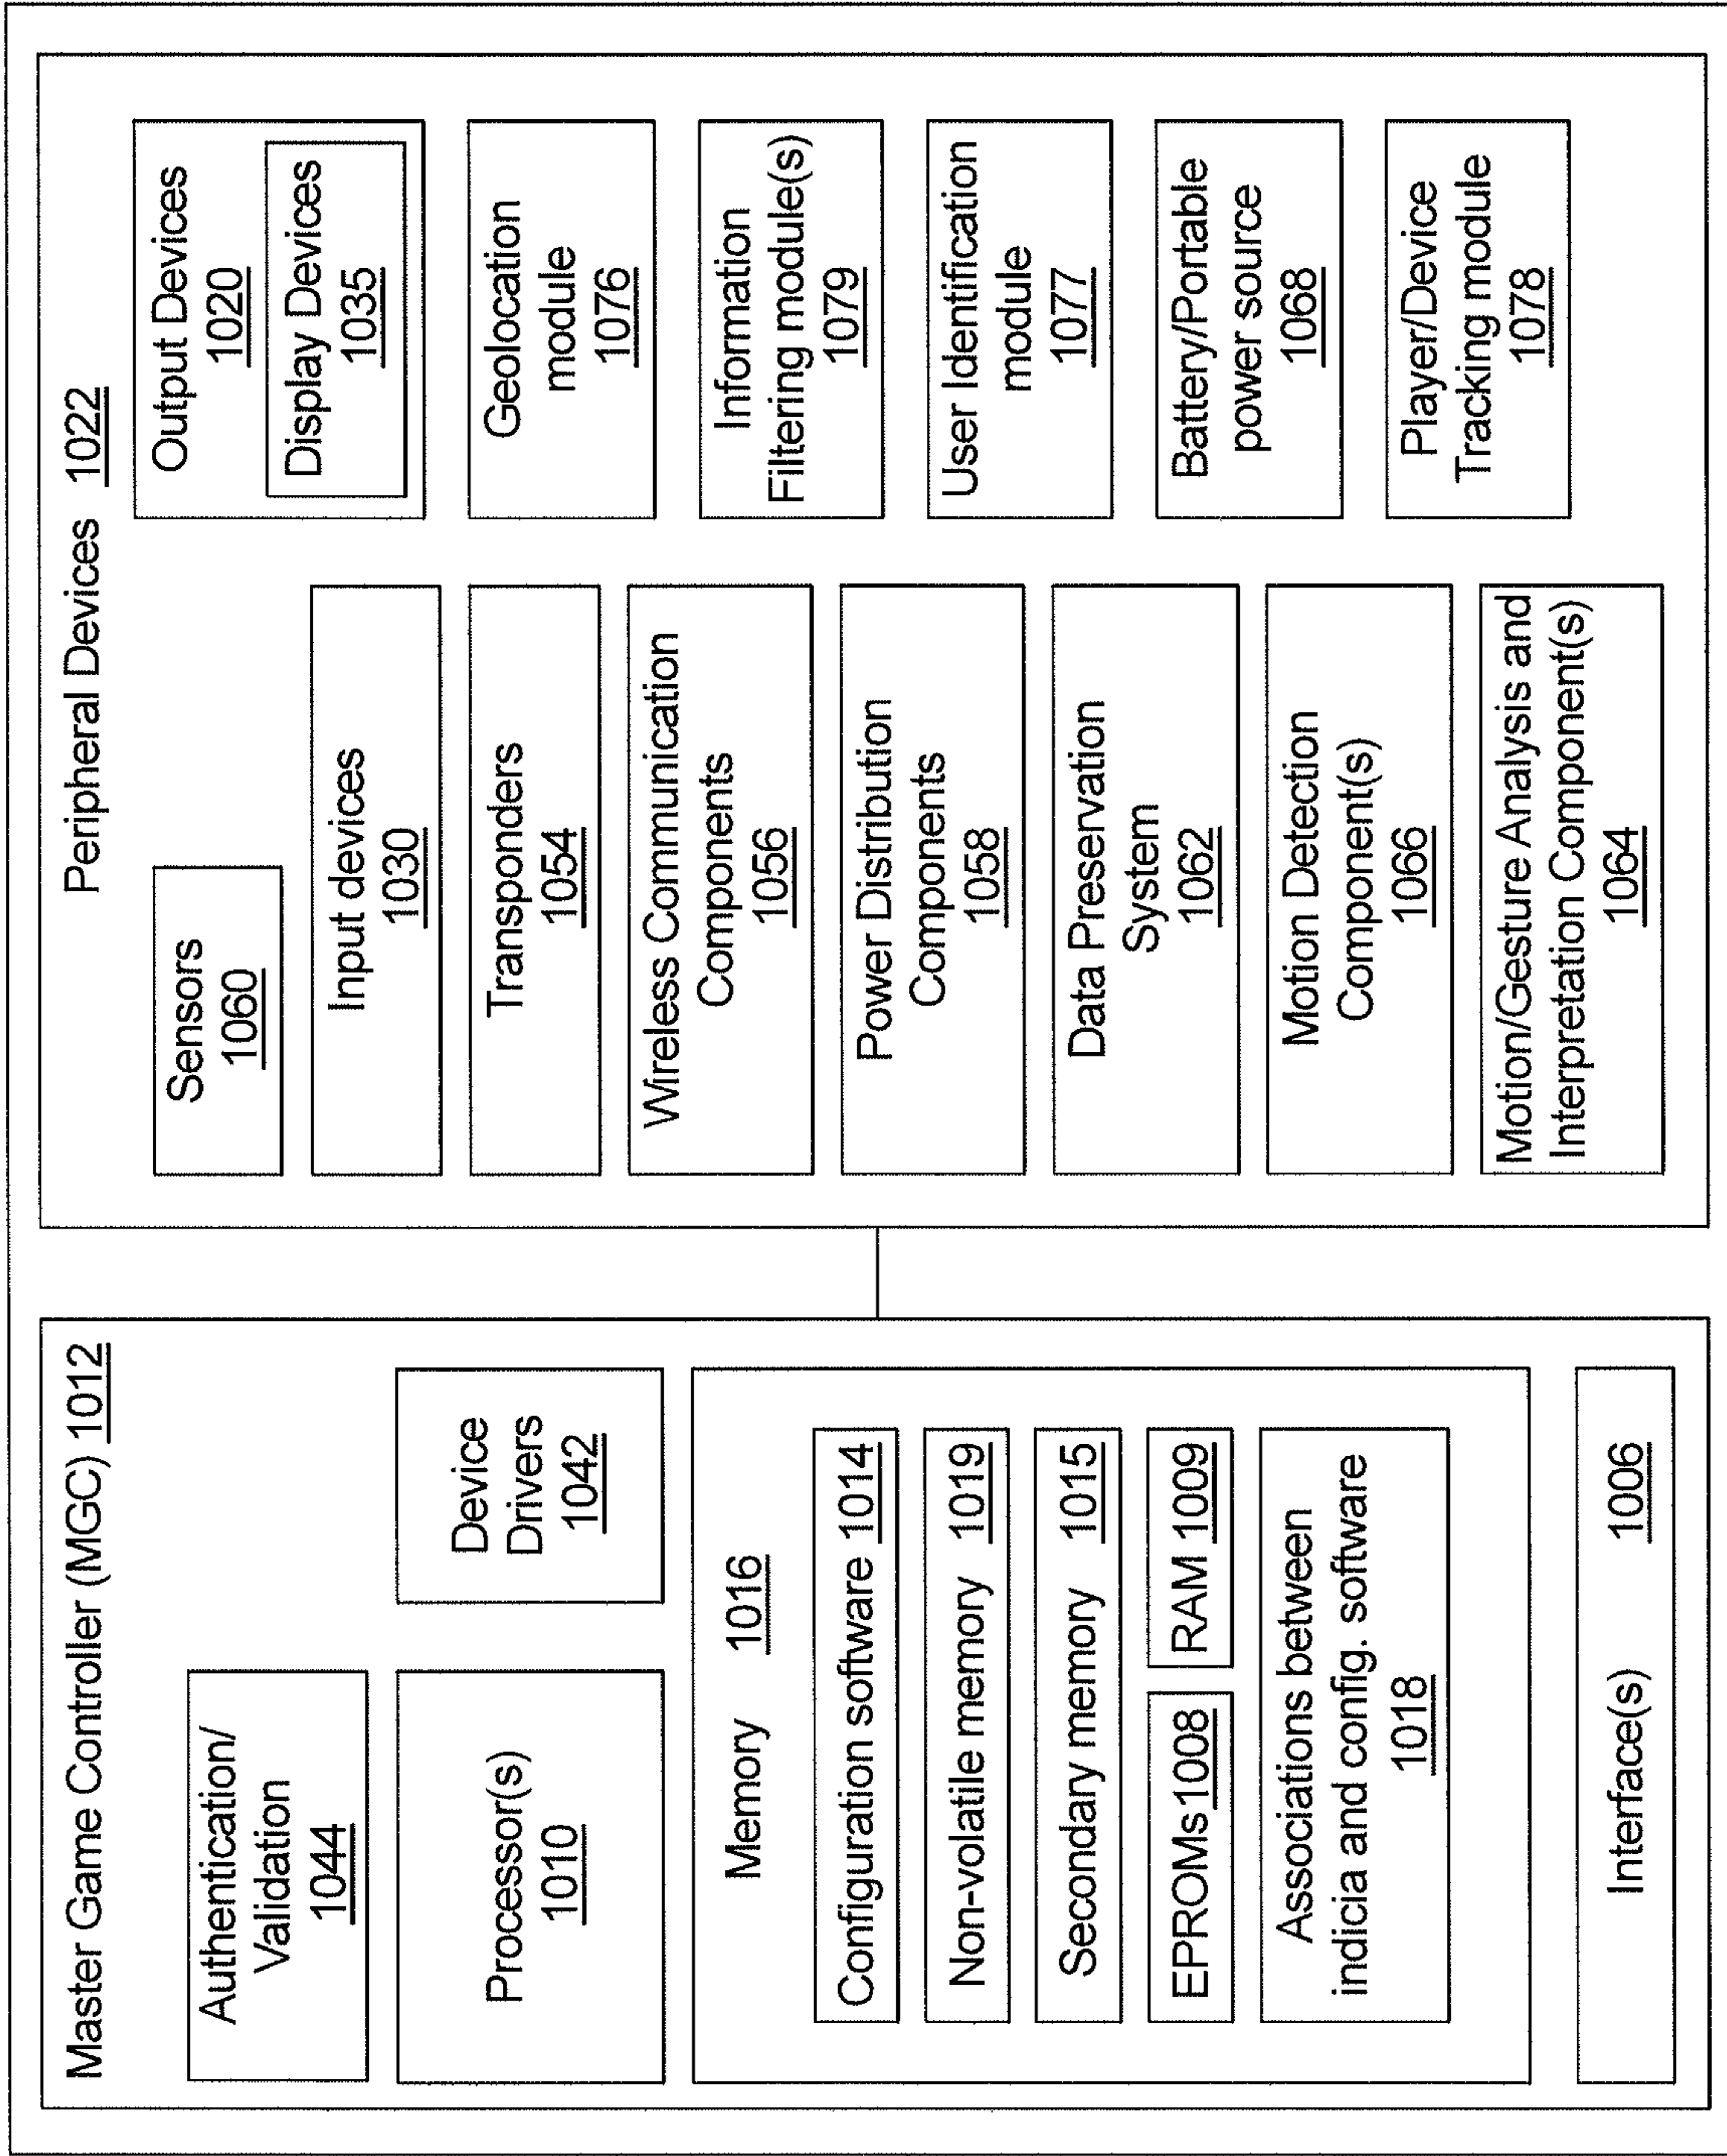 Master Game Controller (MGC) 1012
Authentication/
Validation
1044
Processor(s)
1010
Device
Drivers
1042
Memory 1016
Configuration software 1014
Non-volatile memory 1019
Secondary memory 1015
EPROMs 1008
RAM 1009
Associations between
indicia and config. software
1018
Interface(s) 1006
Peripheral Devices 1022
Sensors
1060
Input devices
1030
Transponders
1054
Wireless Communication
Components
1056
Power Distribution
Components
1058
Data Preservation
System
1062
Motion Detection
Component(s)
1066
Motion/Gesture Analysis and
Interpretation Component(s)
1064
Output Devices
1020
Display Devices
1035
Geolocation
module
1076
Information
Filtering module(s)
1079
User Identification
module
1077
Battery/Portable
power source
1068
Player/Device
Tracking module
1078